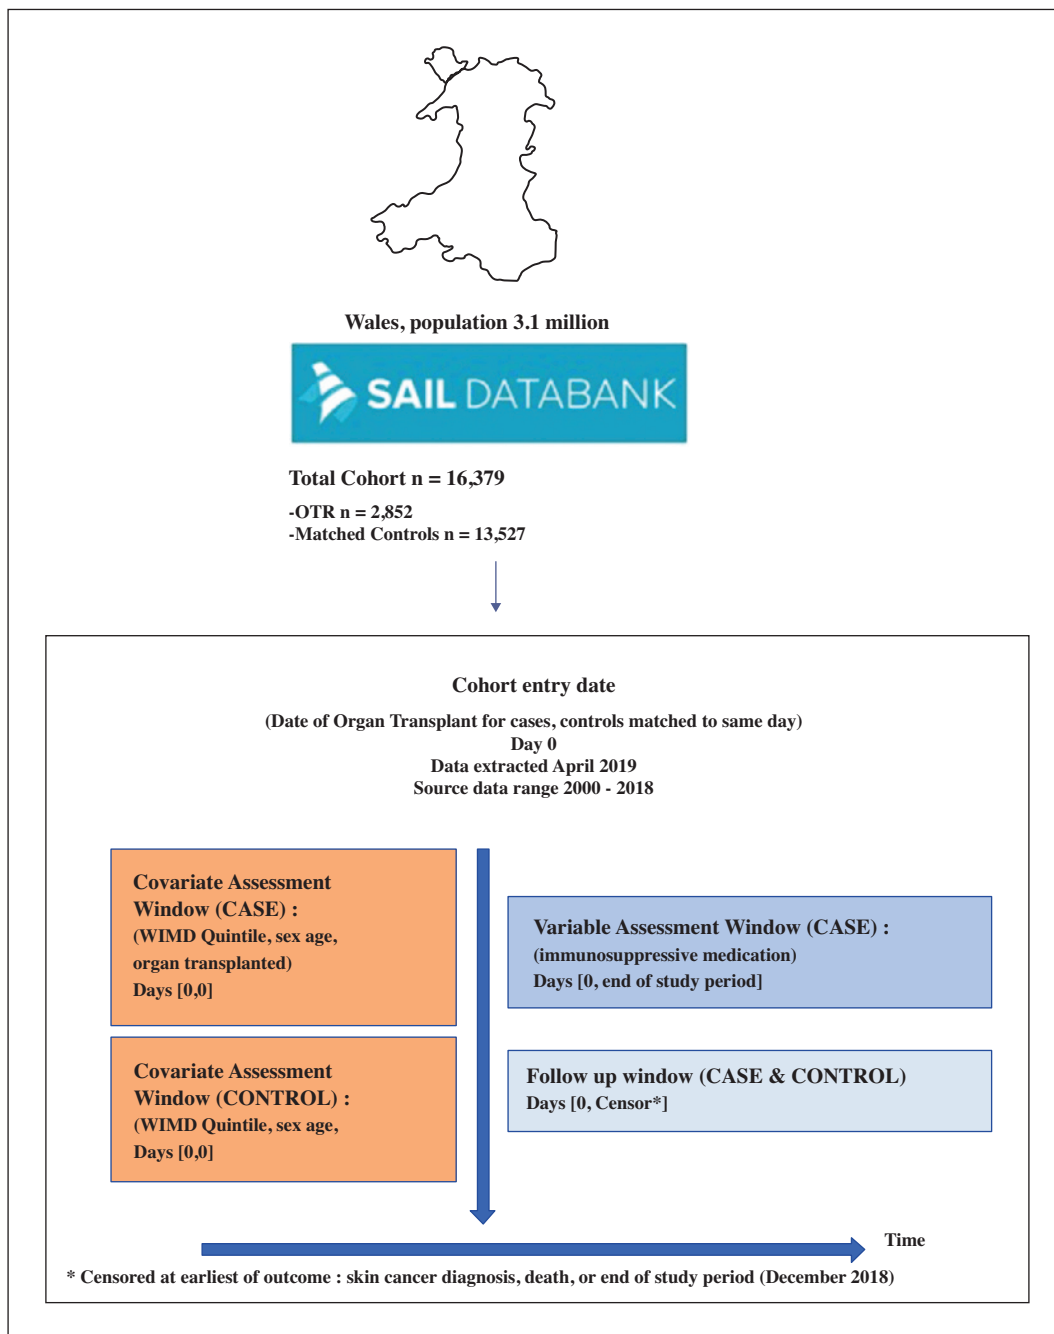 Wales, population 3.1 million
SAIL DATABANK
Total Cohort n = 16,379
-OTR n = 2,852
-Matched Controls n = 13,527
Cohort entry date
(Date of Organ Transplant for cases, controls matched to same day)
Day 0
Data extracted April 2019
Source data range 2000 - 2018
Covariate Assessment
Window (CASE) :
(WIMD Quintile, sex age,
organ transplanted)
Days [0,0]
Variable Assessment Window (CASE) :
(immunosuppressive medication)
Days [0, end of study period]
Covariate Assessment
Window (CONTROL) :
(WIMD Quintile, sex age,
Days [0,0]
Follow up window (CASE & CONTROL)
Days [0, Censor*]
Time
* Censored at earliest of outcome : skin cancer diagnosis, death, or end of study period (December 2018)